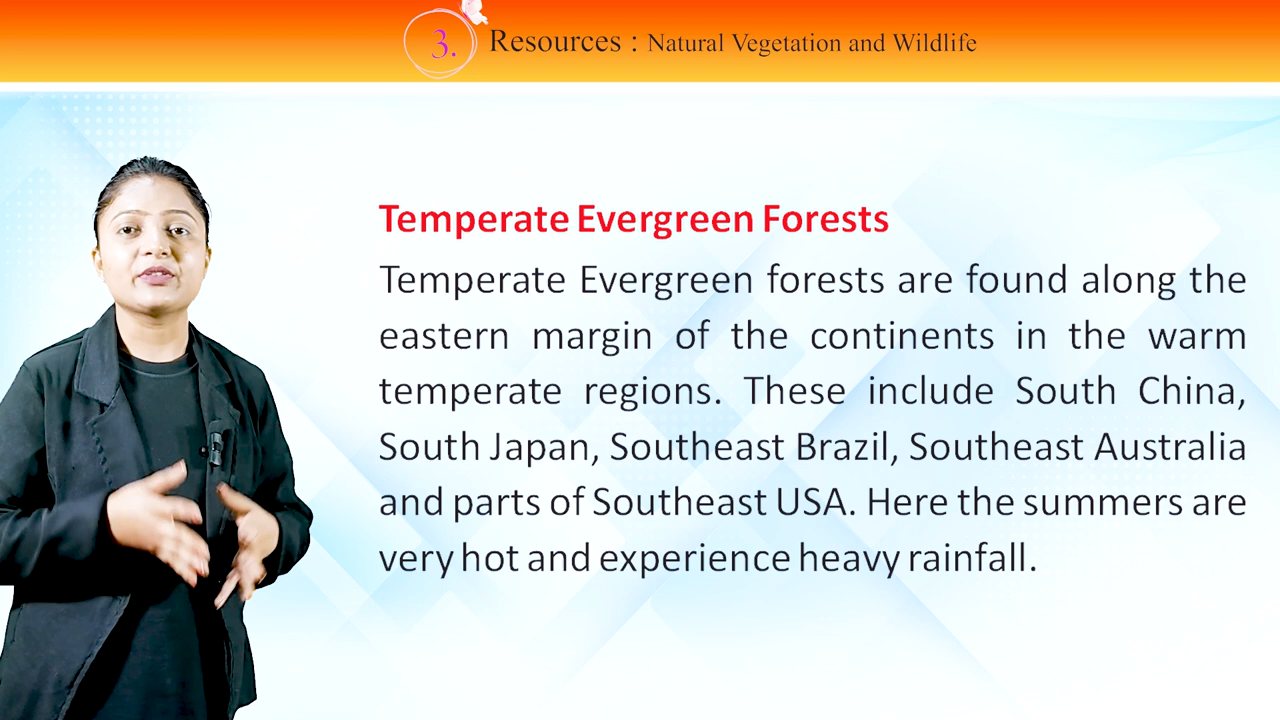 3. Resources : Natural Vegetation and Wildlife
Temperate Evergreen Forests
Temperate Evergreen forests are found along the
eastern margin of the continents in the warm
temperate regions. These include South China,
South Japan, Southeast Brazil, Southeast Australia
and parts of Southeast USA. Here the summers are
very hot and experience heavy rainfall.